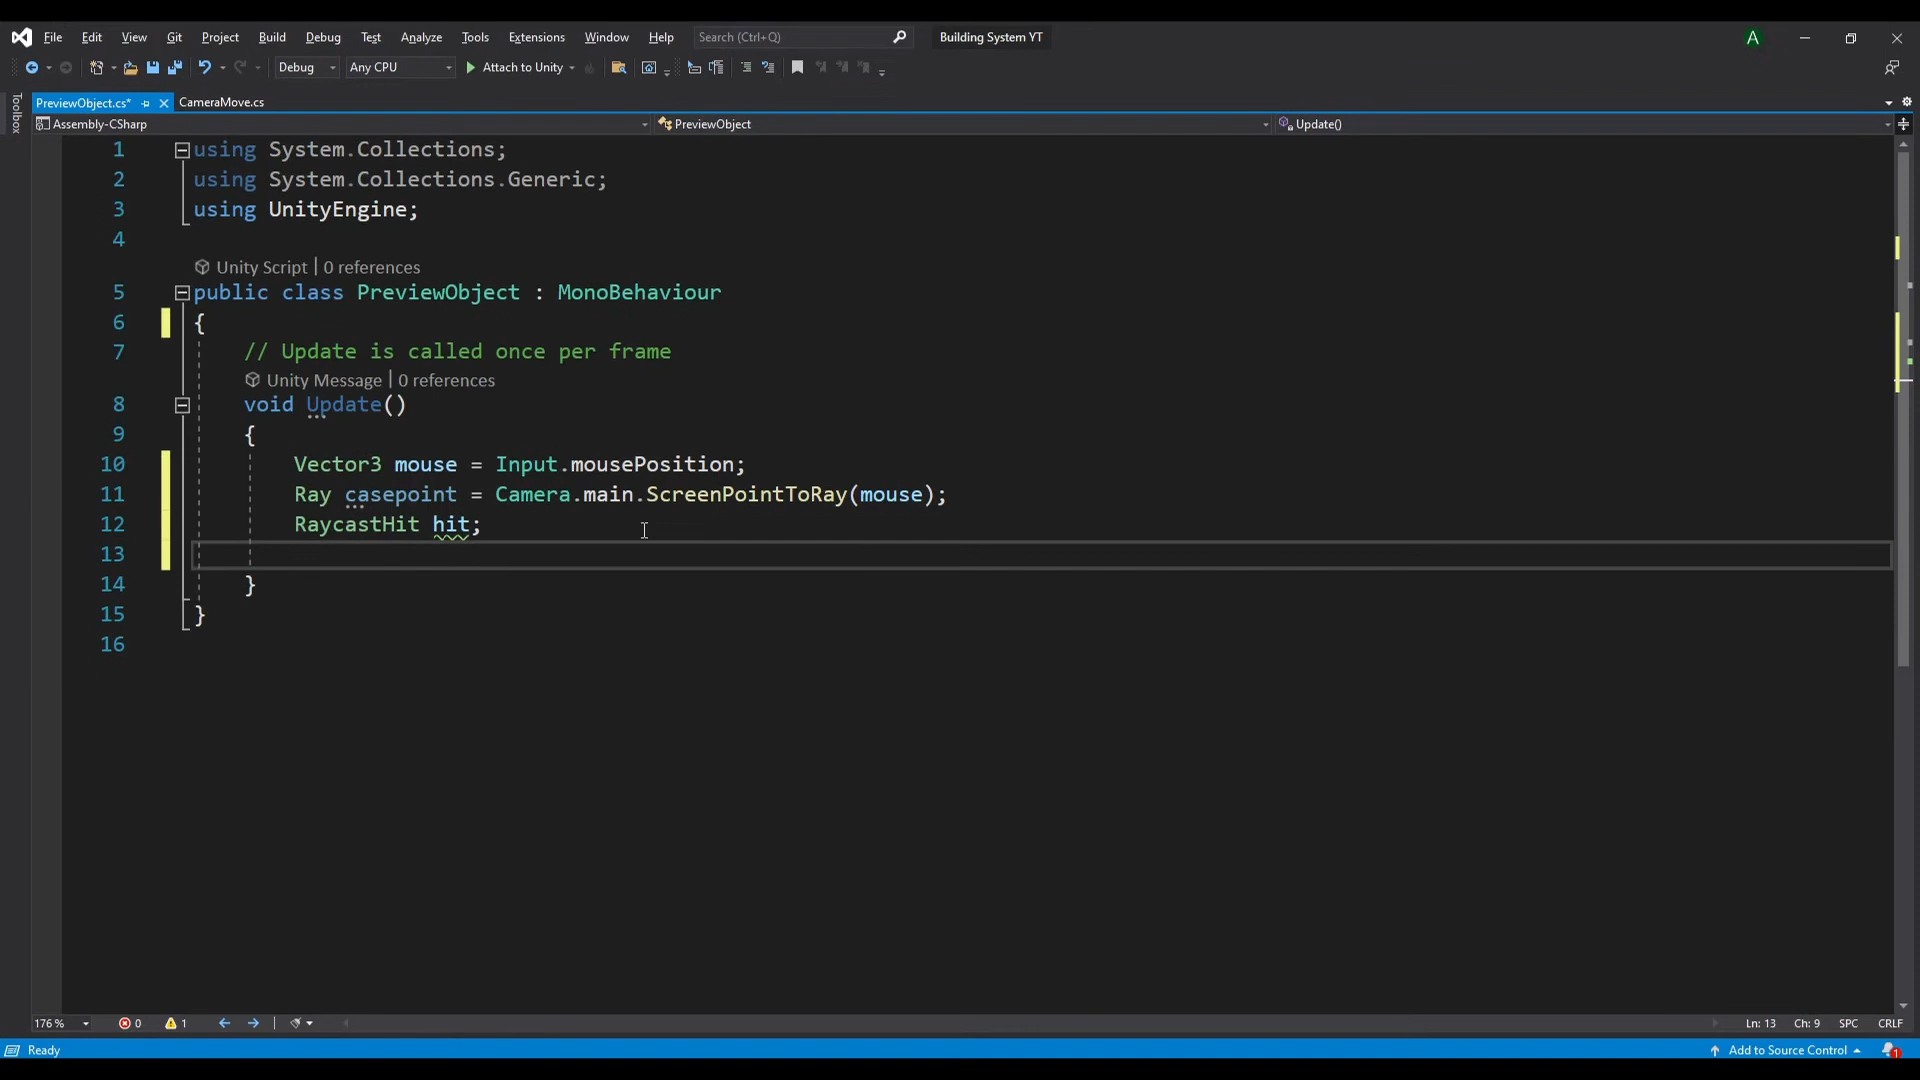 File Edit View Git Project Build Debug Test Analyze Tools Extensions Window Help Search (Ctrl+Q) Building System YT A
Debug Any CPU Attach to Unity
PreviewObject.cs* CameraMove.cs
Toolbox
Assembly-CSharp PreviewObject Update()
1 using System.Collections;
2 using System.Collections.Generic;
3 using UnityEngine;
4
Unity Script | 0 references
5 public class PreviewObject : MonoBehaviour
6 {
7 // Update is called once per frame
Unity Message | 0 references
8 void Update()
9 {
10 Vector3 mouse = Input.mousePosition;
11 Ray casepoint = Camera.main.ScreenPointToRay(mouse);
12 RaycastHit hit;
13
14 }
15 }
16
176 % 0 1 Ln: 13 Ch: 9 SPC CRLF
Ready Add to Source Control 1